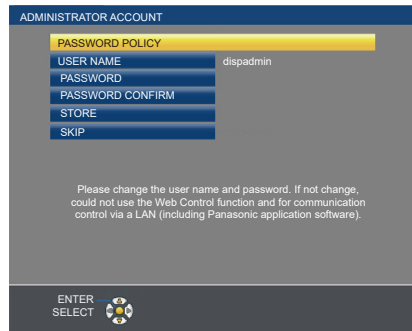 ADMINISTRATOR ACCOUNT
PASSWORD POLICY
USER NAME dispadmin
PASSWORD
PASSWORD CONFIRM
STORE
SKIP
Please change the user name and password. If not change,
could not use the Web Control function and for communication
control via a LAN (including Panasonic application software).
ENTER
SELECT